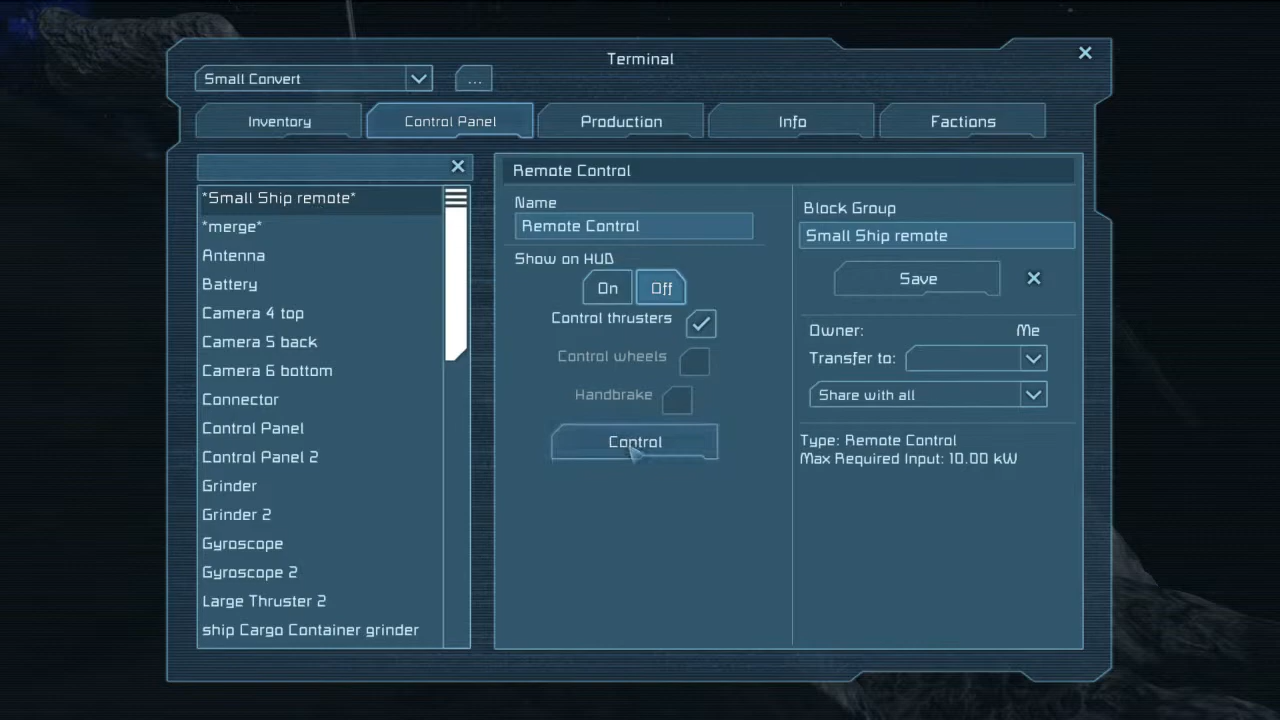 Terminal
Small Convert
...
Inventory
Control Panel
Production
Info
Factions
*Small Ship remote*
*merge*
Antenna
Battery
Camera 4 top
Camera 5 back
Camera 6 bottom
Connector
Control Panel
Control Panel 2
Grinder
Grinder 2
Gyroscope
Gyroscope 2
Large Thruster 2
ship Cargo Container grinder
Remote Control
Name
Remote Control
Show on HUD
On
Off
Control thrusters
Control wheels
Handbrake
Control
Block Group
Small Ship remote
Save
Owner: Me
Transfer to:
Share with all
Type: Remote Control
Max Required Input: 10.00 kW